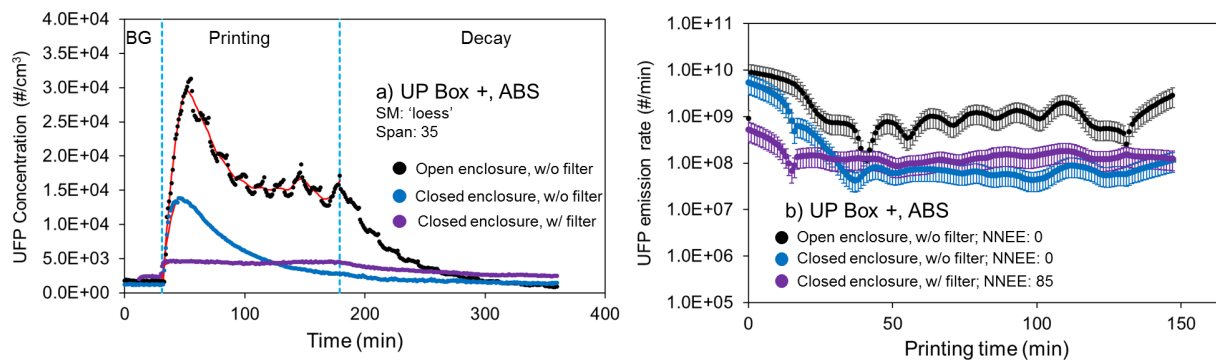 4.0E+04
3.5E+04
3.0E+04
2.5E+04
2.0E+04
1.5E+04
1.0E+04
5.0E+03
0.0E+00
UFP Concentration (#/cm³)
BG
Printing
Decay
a) UP Box +, ABS
SM: ‘loess’
Span: 35
Open enclosure, w/o filter
Closed enclosure, w/o filter
Closed enclosure, w/ filter
0
100
200
300
400
Time (min)
1.0E+11
1.0E+10
1.0E+09
1.0E+08
1.0E+07
1.0E+06
1.0E+05
UFP emission rate (#/min)
b) UP Box +, ABS
Open enclosure, w/o filter; NNEE: 0
Closed enclosure, w/o filter; NNEE: 0
Closed enclosure, w/ filter; NNEE: 85
0
50
100
150
Printing time (min)